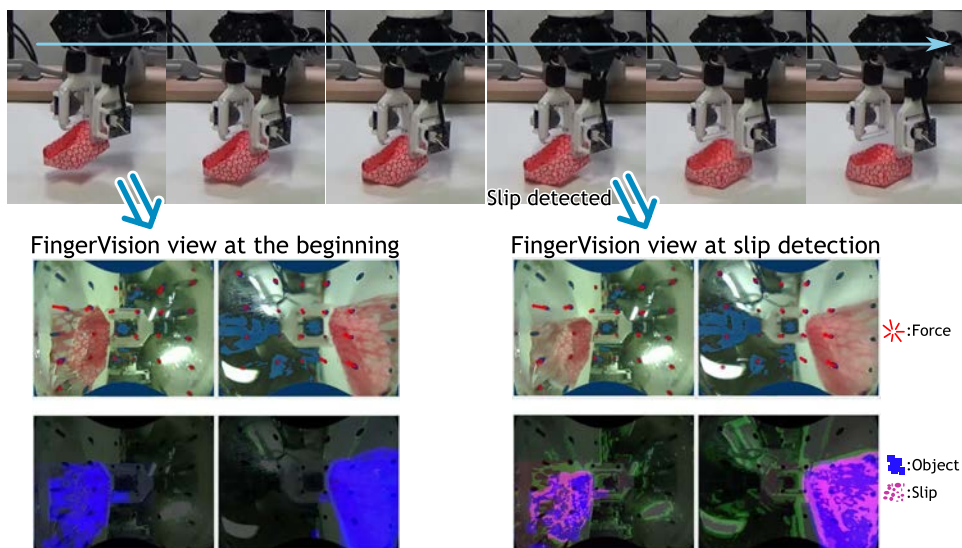 Slip detected
FingerVision view at the beginning
FingerVision view at slip detection
:Force
:Object
:Slip